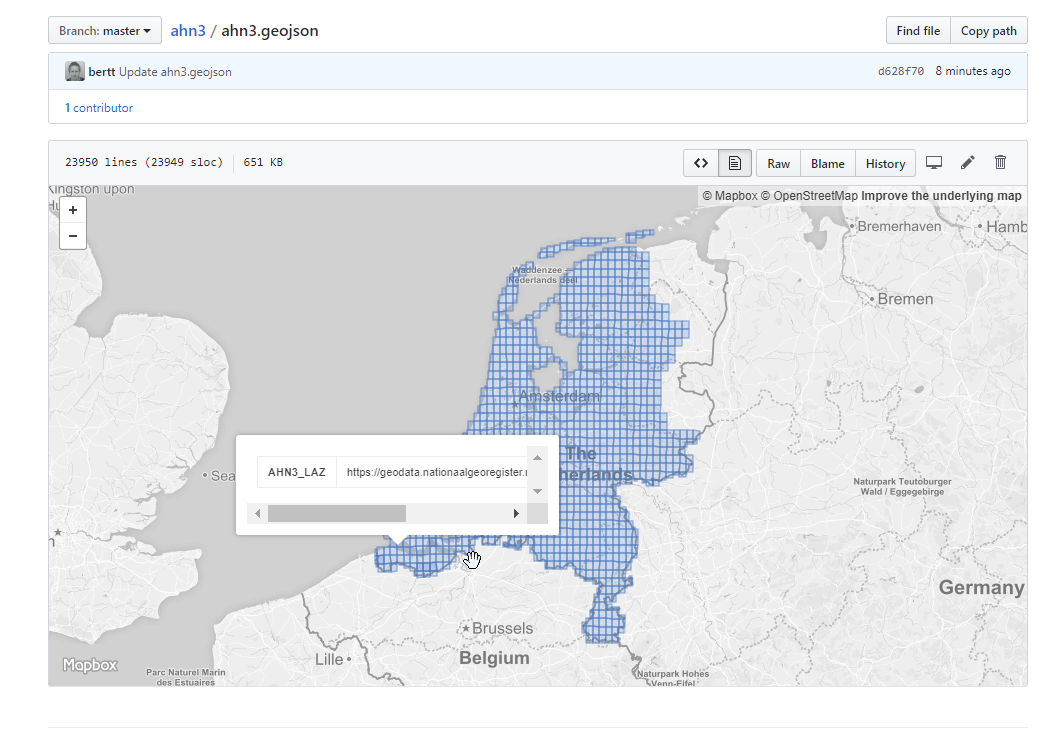 Branch: master
ahn3 / ahn3.geojson
Find file
Copy path
bertt Update ahn3.geojson
d628f70 8 minutes ago
1 contributor
23950 lines (23949 sloc)
651 KB
<>
Raw
Blame
History
Kingston upon
+
−
© Mapbox © OpenStreetMap Improve the underlying map
Bremerhaven
Hamb
Waddenzee
Nederlands deel
Bremen
Amsterdam
The
herlands
Sea
AHN3_LAZ
https://geodata.nationaalgeoregister.n
Naturpark Teutoburger
Wald / Eggegebirge
Germany
Brussels
Belgium
Lille
Mapbox
Parc Naturel Marin
des Estuaires
Naturpark Hohes
Venn-Eifel